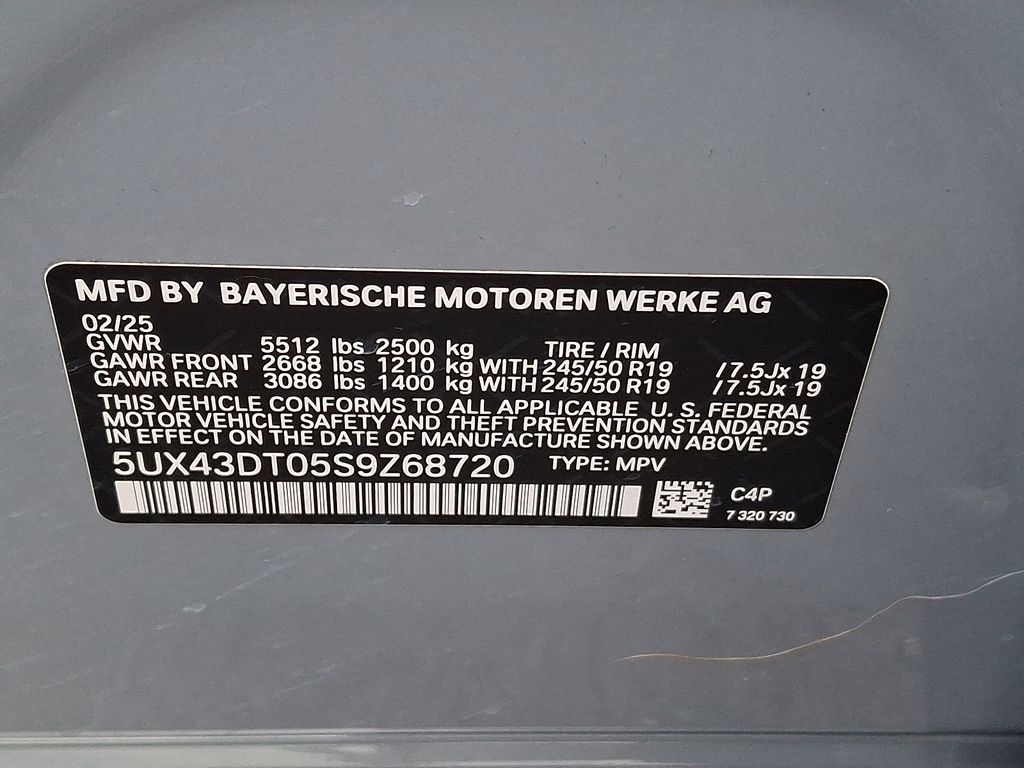 MFD BY BAYERISCHE MOTOREN WERKE AG
02/25
GVWR 5512 lbs 2500 kg TIRE / RIM
GAWR FRONT 2668 lbs 1210 kg WITH 245/50 R19 /7.5Jx 19
GAWR REAR 3086 lbs 1400 kg WITH 245/50 R19 /7.5Jx 19
THIS VEHICLE CONFORMS TO ALL APPLICABLE U. S. FEDERAL
MOTOR VEHICLE SAFETY AND THEFT PREVENTION STANDARDS
IN EFFECT ON THE DATE OF MANUFACTURE SHOWN ABOVE.
5UX43DT05S9Z68720 TYPE: MPV
C4P
7 320 730